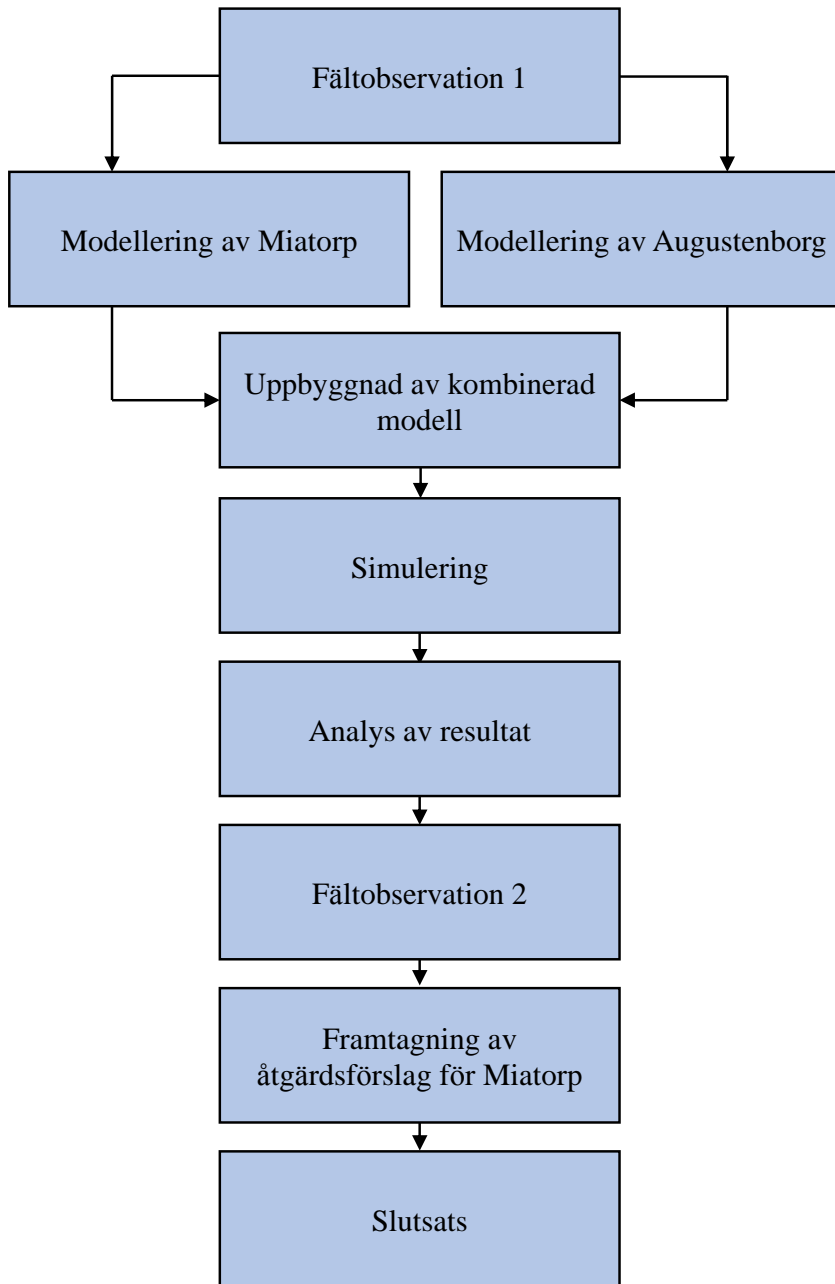 Fältobservation 1
Modellering av Miatorp
Modellering av Augustenborg
Uppbyggnad av kombinerad
modell
Simulering
Analys av resultat
Fältobservation 2
Framtagning av
åtgärdsförslag för Miatorp
Slutsats